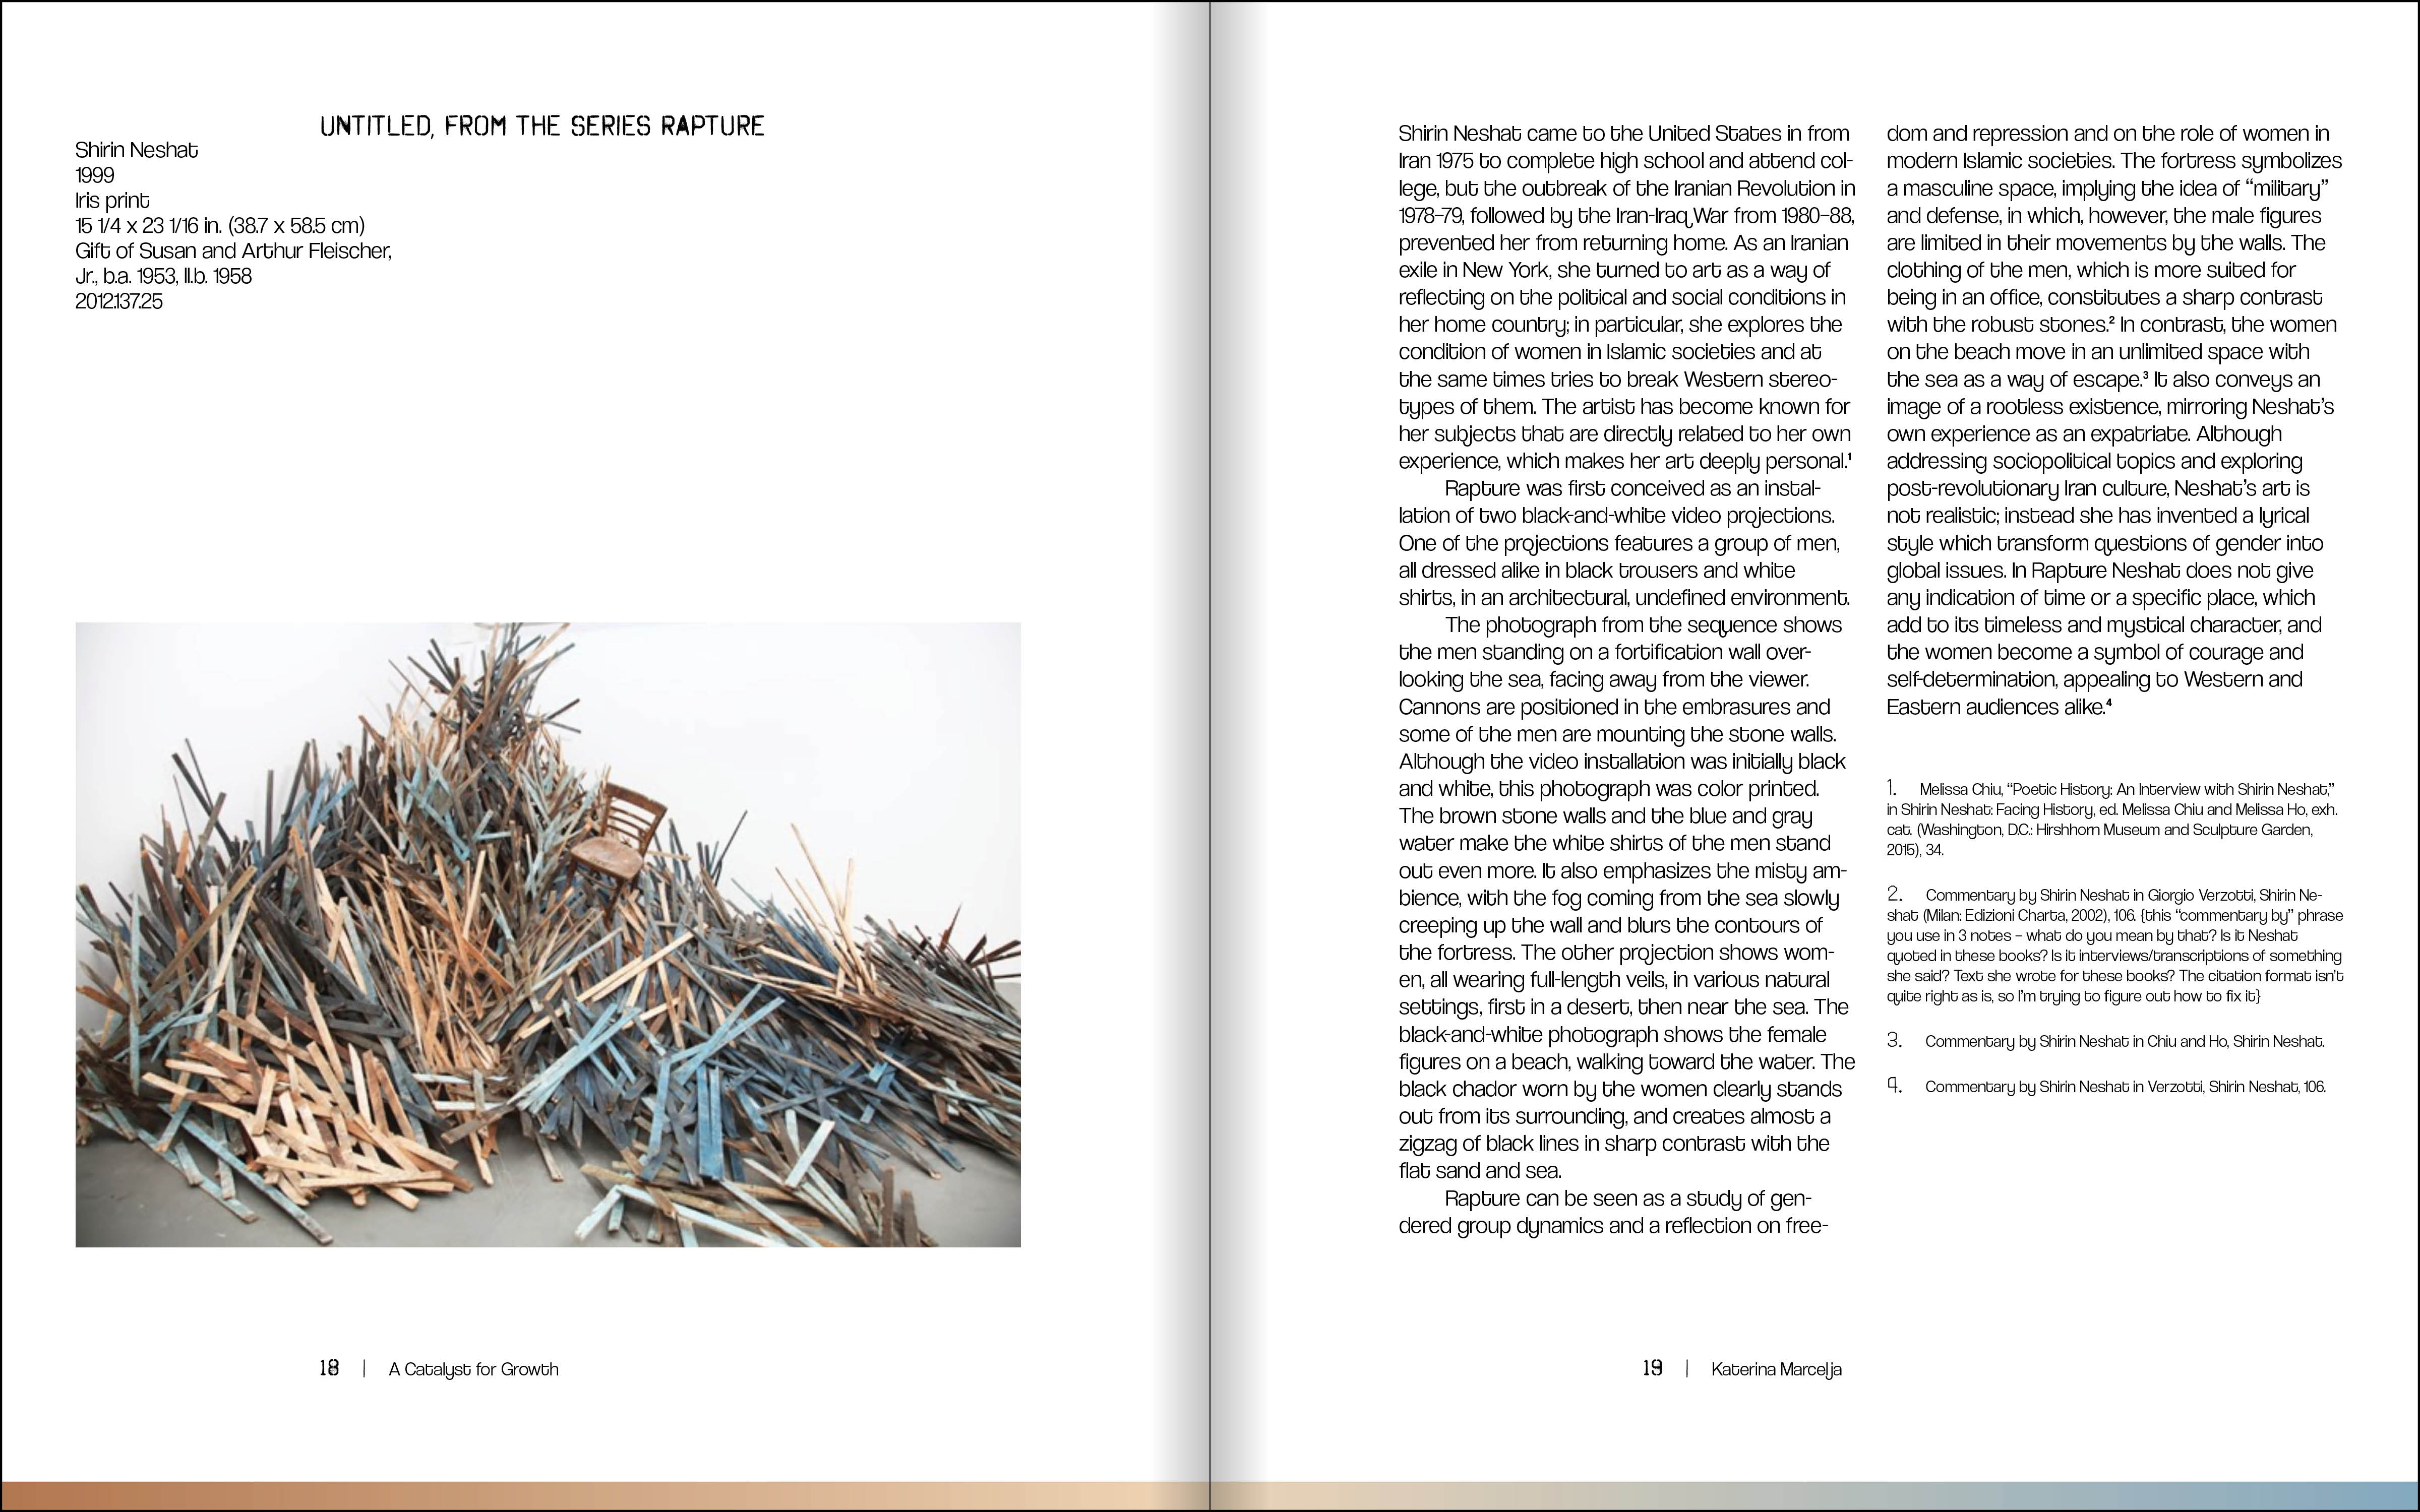 UNTITLED, FROM THE SERIES RAPTURE
Shirin Neshat
1999
Iris print
15 1/4 x 23 1/16 in. (38.7 x 58.5 cm)
Gift of Susan and Arthur Fleischer,
Jr., b.a. 1953, ll.b. 1958
2012.137.25
18 | A Catalyst for Growth
Shirin Neshat came to the United States in from
Iran 1975 to complete high school and attend col-
lege, but the outbreak of the Iranian Revolution in
1978–79, followed by the Iran-Iraq War from 1980–88,
prevented her from returning home. As an Iranian
exile in New York, she turned to art as a way of
reflecting on the political and social conditions in
her home country; in particular, she explores the
condition of women in Islamic societies and at
the same times tries to break Western stereo-
types of them. The artist has become known for
her subjects that are directly related to her own
experience, which makes her art deeply personal.¹
Rapture was first conceived as an instal-
lation of two black-and-white video projections.
One of the projections features a group of men,
all dressed alike in black trousers and white
shirts, in an architectural, undefined environment.
The photograph from the sequence shows
the men standing on a fortification wall over-
looking the sea, facing away from the viewer.
Cannons are positioned in the embrasures and
some of the men are mounting the stone walls.
Although the video installation was initially black
and white, this photograph was color printed.
The brown stone walls and the blue and gray
water make the white shirts of the men stand
out even more. It also emphasizes the misty am-
bience, with the fog coming from the sea slowly
creeping up the wall and blurs the contours of
the fortress. The other projection shows wom-
en, all wearing full-length veils, in various natural
settings, first in a desert, then near the sea. The
black-and-white photograph shows the female
figures on a beach, walking toward the water. The
black chador worn by the women clearly stands
out from its surrounding, and creates almost a
zigzag of black lines in sharp contrast with the
flat sand and sea.
Rapture can be seen as a study of gen-
dered group dynamics and a reflection on free-
dom and repression and on the role of women in
modern Islamic societies. The fortress symbolizes
a masculine space, implying the idea of “military”
and defense, in which, however, the male figures
are limited in their movements by the walls. The
clothing of the men, which is more suited for
being in an office, constitutes a sharp contrast
with the robust stones.² In contrast, the women
on the beach move in an unlimited space with
the sea as a way of escape.³ It also conveys an
image of a rootless existence, mirroring Neshat’s
own experience as an expatriate. Although
addressing sociopolitical topics and exploring
post-revolutionary Iran culture, Neshat’s art is
not realistic; instead she has invented a lyrical
style which transform questions of gender into
global issues. In Rapture Neshat does not give
any indication of time or a specific place, which
add to its timeless and mystical character, and
the women become a symbol of courage and
self-determination, appealing to Western and
Eastern audiences alike.⁴
1. Melissa Chiu, “Poetic History: An Interview with Shirin Neshat,”
in Shirin Neshat: Facing History, ed. Melissa Chiu and Melissa Ho, exh.
cat. (Washington, D.C.: Hirshhorn Museum and Sculpture Garden,
2015), 34.
2. Commentary by Shirin Neshat in Giorgio Verzotti, Shirin Ne-
shat (Milan: Edizioni Charta, 2002), 106. {this “commentary by” phrase
you use in 3 notes – what do you mean by that? Is it Neshat
quoted in these books? Is it interviews/transcriptions of something
she said? Text she wrote for these books? The citation format isn’t
quite right as is, so I’m trying to figure out how to fix it}
3. Commentary by Shirin Neshat in Chiu and Ho, Shirin Neshat.
4. Commentary by Shirin Neshat in Verzotti, Shirin Neshat, 106.
19 | Katerina Marcelja